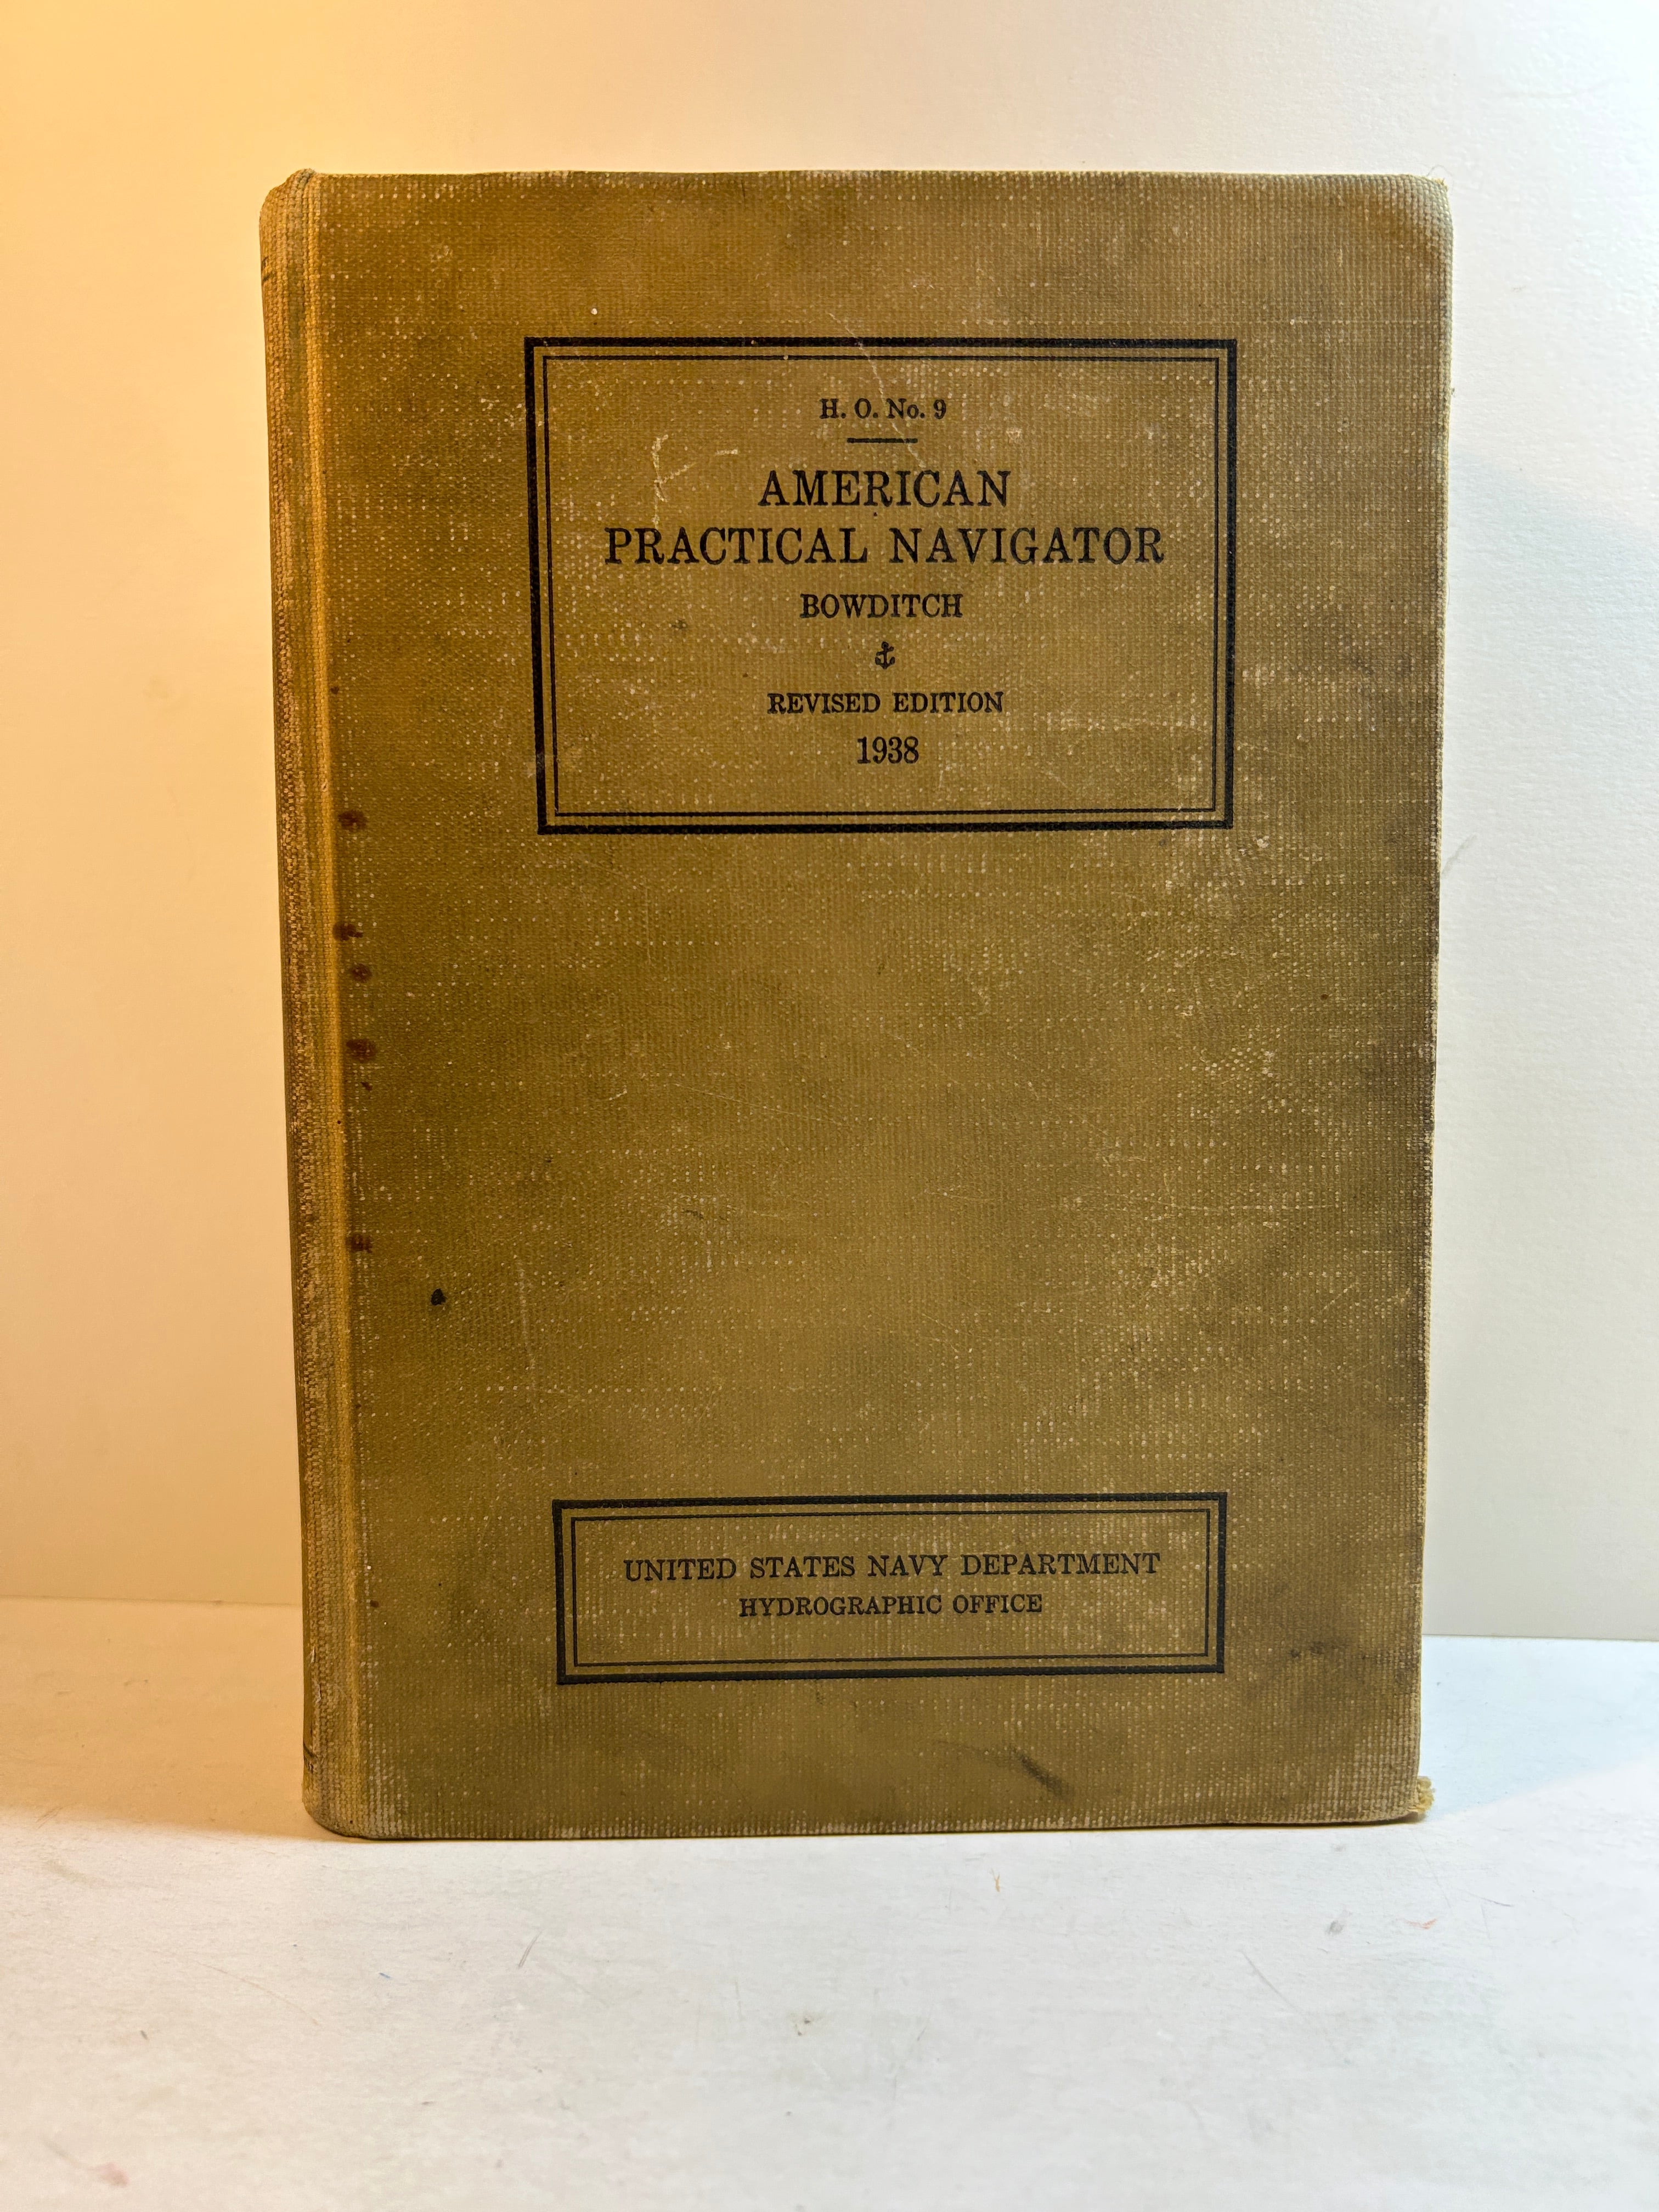 H. O. No. 9
AMERICAN
PRACTICAL NAVIGATOR
BOWDITCH
REVISED EDITION
1938
UNITED STATES NAVY DEPARTMENT
HYDROGRAPHIC OFFICE